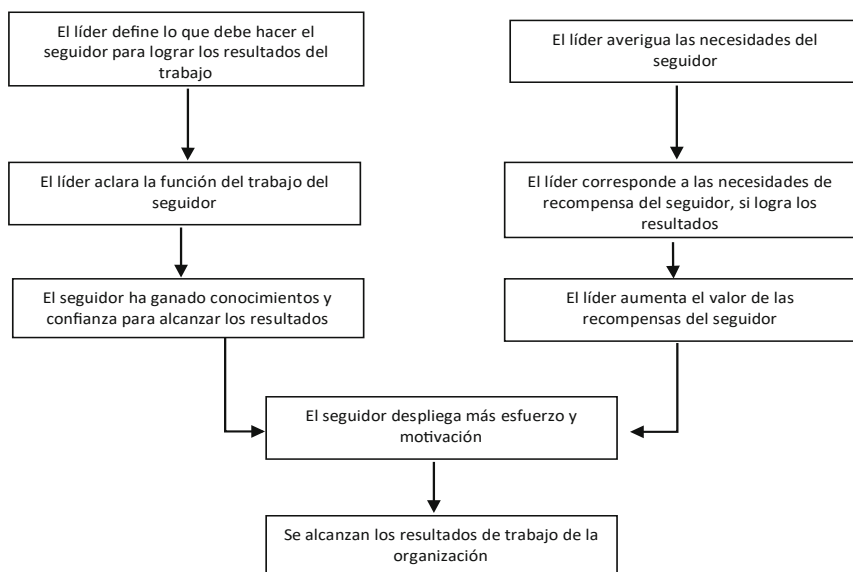 El líder define lo que debe hacer el
seguidor para lograr los resultados del
trabajo
El líder aclara la función del trabajo del
seguidor
El seguidor ha ganado conocimientos y
confianza para alcanzar los resultados
El líder averigua las necesidades del
seguidor
El líder corresponde a las necesidades de
recompensa del seguidor, si logra los
resultados
El líder aumenta el valor de las
recompensas del seguidor
El seguidor despliega más esfuerzo y
motivación
Se alcanzan los resultados de trabajo de la
organización